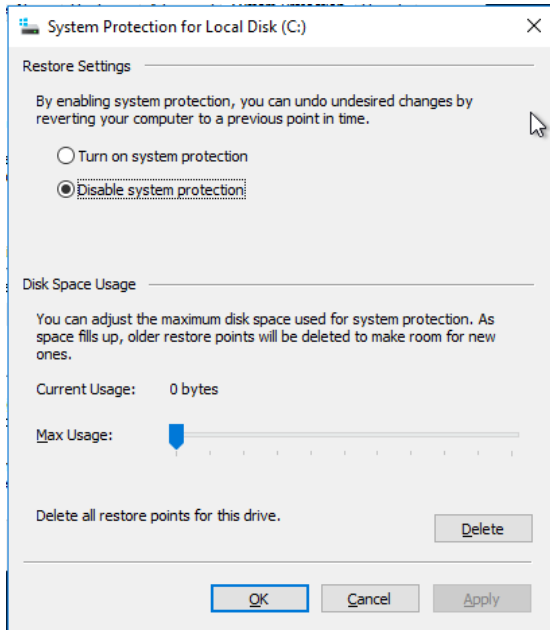 System Protection for Local Disk (C:)
Restore Settings
By enabling system protection, you can undo undesired changes by
reverting your computer to a previous point in time.
Turn on system protection
Disable system protection
Disk Space Usage
You can adjust the maximum disk space used for system protection. As
space fills up, older restore points will be deleted to make room for new
ones.
Current Usage: 0 bytes
Max Usage:
Delete all restore points for this drive.
Delete
OK Cancel Apply